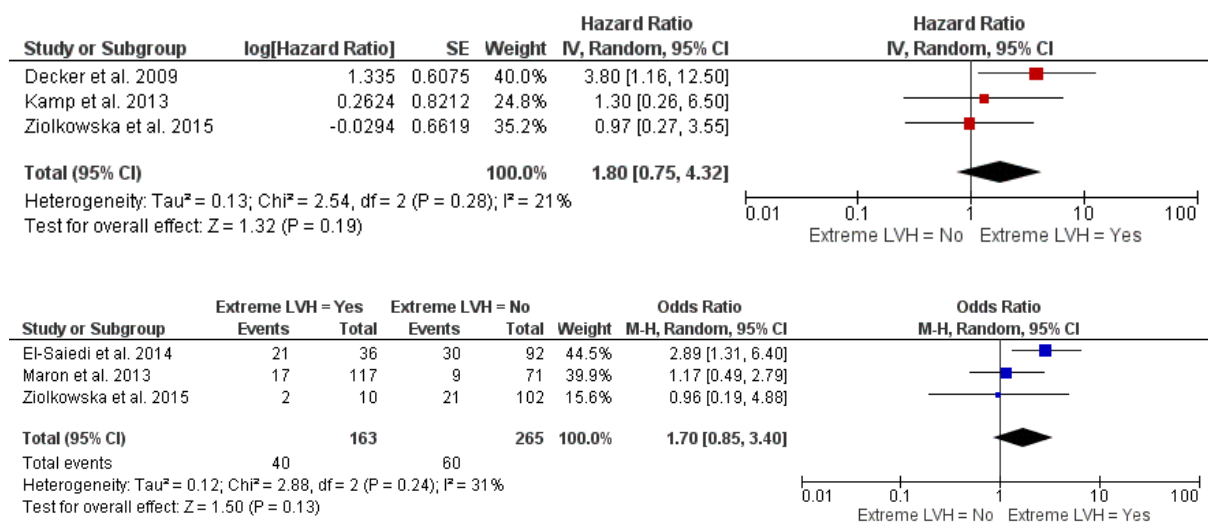 Hazard Ratio Hazard Ratio
Study or Subgroup log[Hazard Ratio] SE Weight IV, Random, 95% CI IV, Random, 95% CI
Decker et al. 2009 1.335 0.6075 40.0% 3.80 [1.16, 12.50]
Kamp et al. 2013 0.2624 0.8212 24.8% 1.30 [0.26, 6.50]
Ziolkowska et al. 2015 -0.0294 0.6619 35.2% 0.97 [0.27, 3.55]
Total (95% CI) 100.0% 1.80 [0.75, 4.32]
Heterogeneity: Tau² = 0.13; Chi² = 2.54, df = 2 (P = 0.28); I² = 21%
Test for overall effect: Z = 1.32 (P = 0.19)
0.01 0.1 1 10 100
Extreme LVH = No Extreme LVH = Yes
Extreme LVH = Yes Extreme LVH = No Odds Ratio Odds Ratio
Study or Subgroup Events Total Events Total Weight M-H, Random, 95% CI M-H, Random, 95% CI
El-Saiedi et al. 2014 21 36 30 92 44.5% 2.89 [1.31, 6.40]
Maron et al. 2013 17 117 9 71 39.9% 1.17 [0.49, 2.79]
Ziolkowska et al. 2015 2 10 21 102 15.6% 0.96 [0.19, 4.88]
Total (95% CI) 163 265 100.0% 1.70 [0.85, 3.40]
Total events 40 60
Heterogeneity: Tau² = 0.12; Chi² = 2.88, df = 2 (P = 0.24); I² = 31%
Test for overall effect: Z = 1.50 (P = 0.13)
0.01 0.1 1 10 100
Extreme LVH = No Extreme LVH = Yes